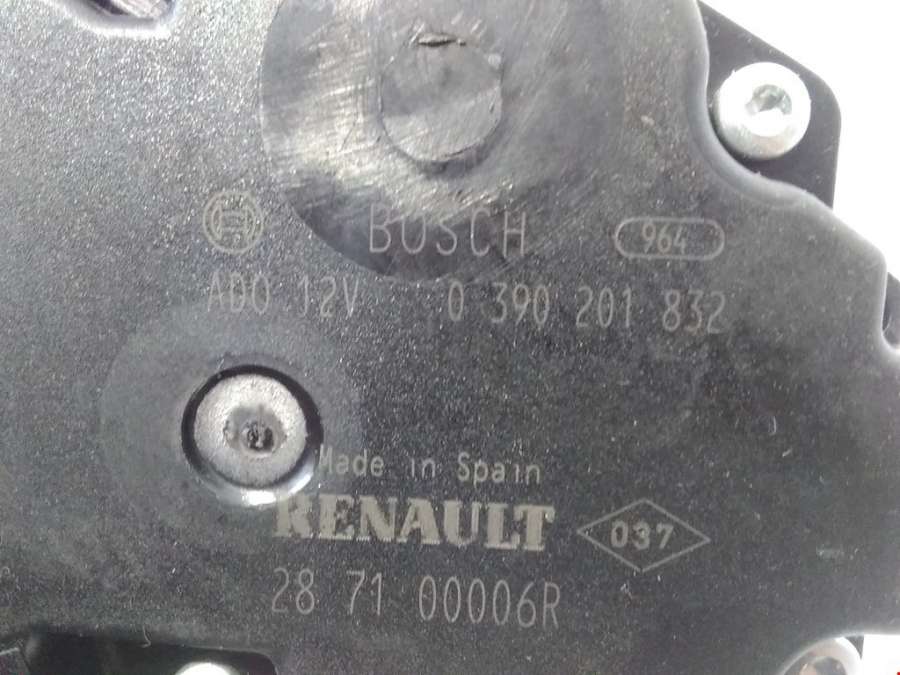 BOSCH 964
ADO 12V 0 390 201 832
Made in Spain
RENAULT 037
28 71 00006R